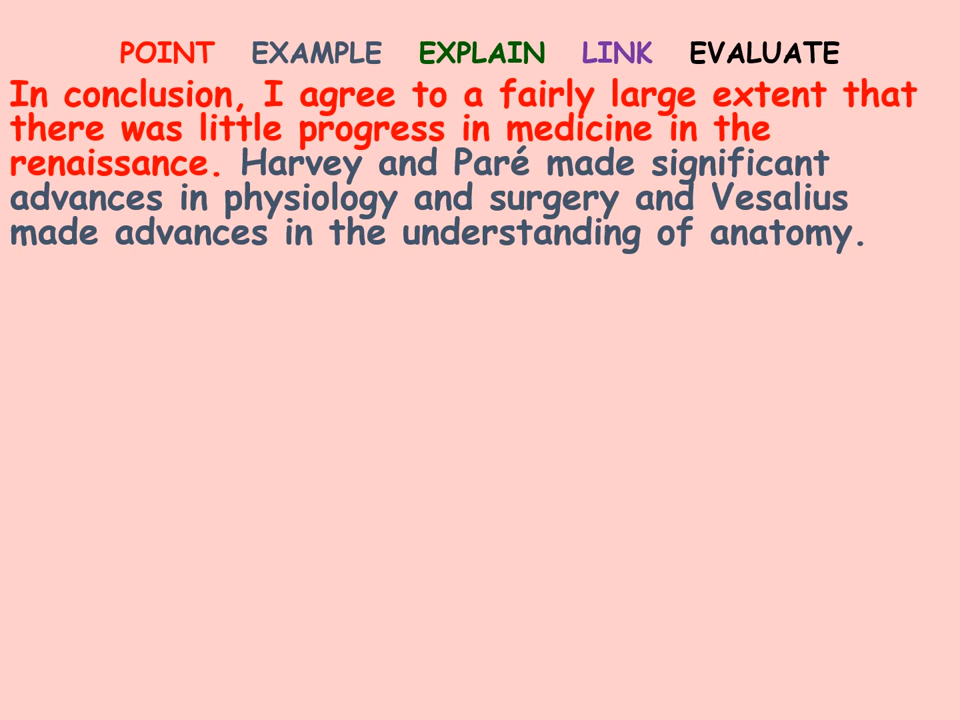 POINT EXAMPLE EXPLAIN LINK EVALUATE
In conclusion, I agree to a fairly large extent that
there was little progress in medicine in the
renaissance. Harvey and Paré made significant
advances in physiology and surgery and Vesalius
made advances in the understanding of anatomy.